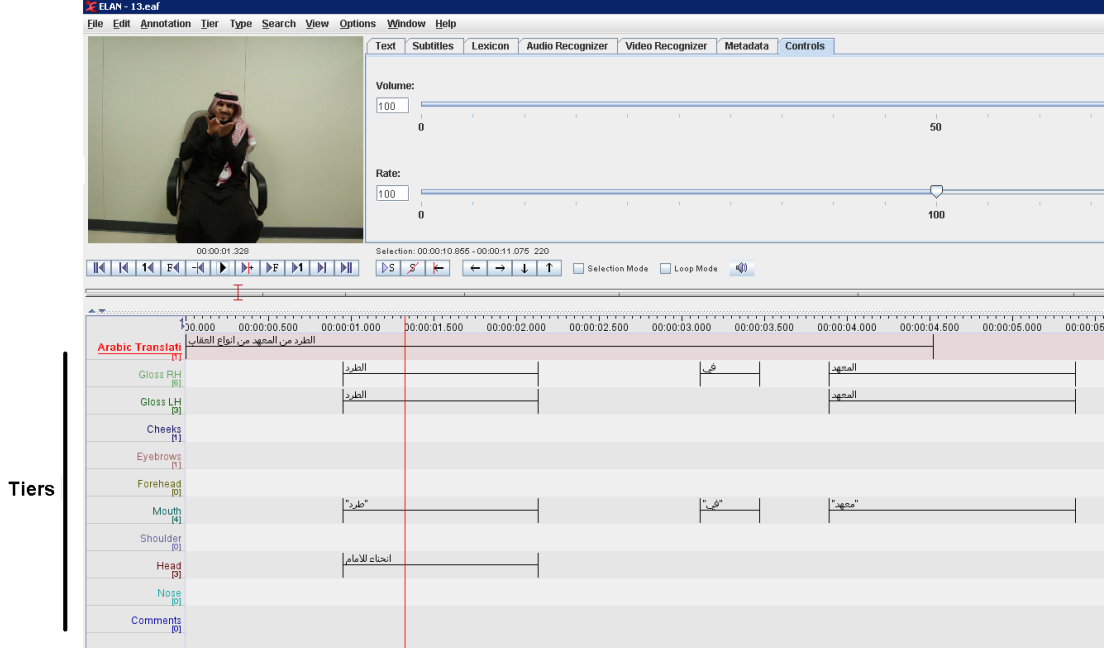 ELAN - 13.eaf
File Edit Annotation Tier Type Search View Options Window Help
Text Subtitles Lexicon Audio Recognizer Video Recognizer Metadata Controls
Volume:
100
0 50
Rate:
100
0 100
00:00:01.328
Selection: 00:00:10.855 - 00:00:11.075 220
Selection Mode Loop Mode
00.000 00:00:00.500 00:00:01.000 00:00:01.500 00:00:02.000 00:00:02.500 00:00:03.000 00:00:03.500 00:00:04.000 00:00:04.500 00:00:05.000 00:00:05
الطرد من المعهد من انواع العقاب
Arabic Translati
[1]
الطرد في المعهد
Gloss RH
[6]
الطرد المعهد
Gloss LH
[3]
Cheeks
[1]
Eyebrows
[1]
Forehead
[0]
"طرد" "في" "معهد"
Mouth
[4]
Shoulder
[0]
انحناء للامام
Head
[3]
Nose
[0]
Comments
[0]
Tiers